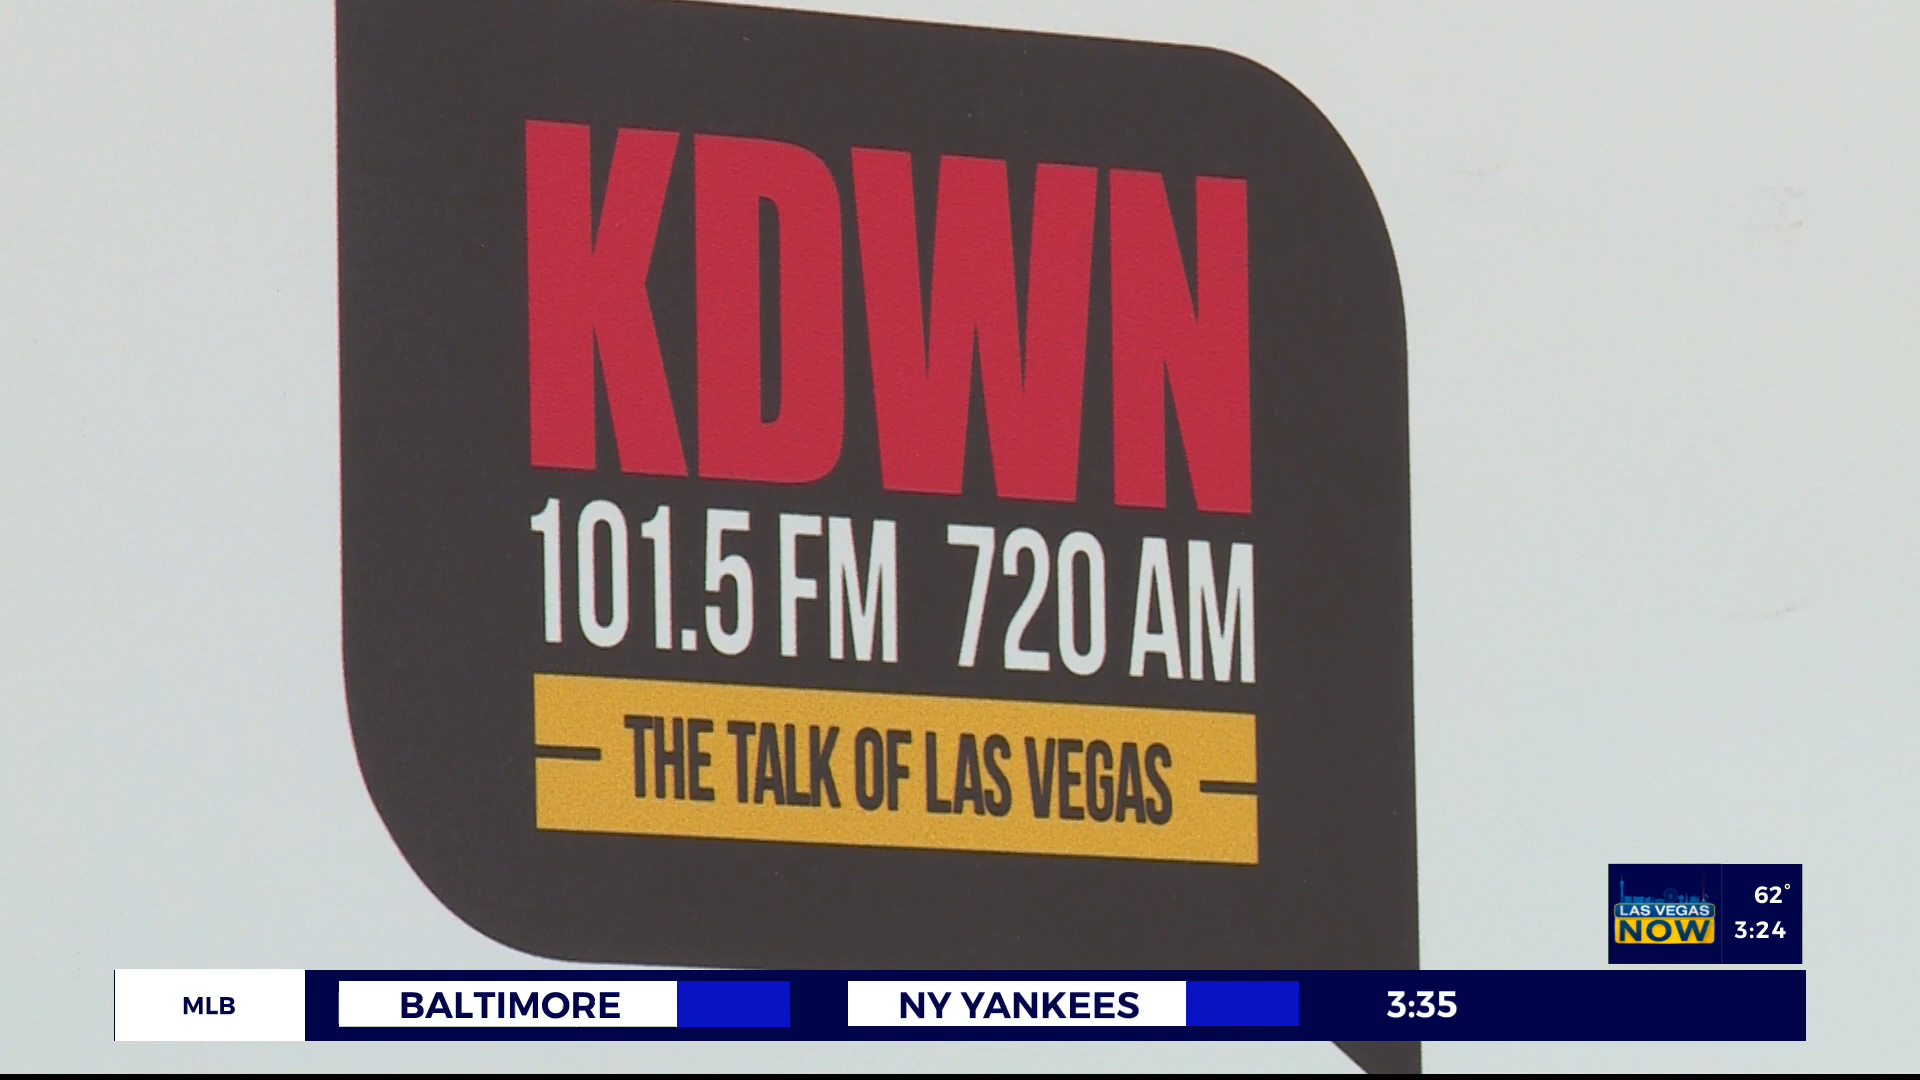 KDWN
101.5 FM 720 AM
THE TALK OF LAS VEGAS
LAS VEGAS
NOW
62°
3:24
MLB BALTIMORE NY YANKEES 3:35